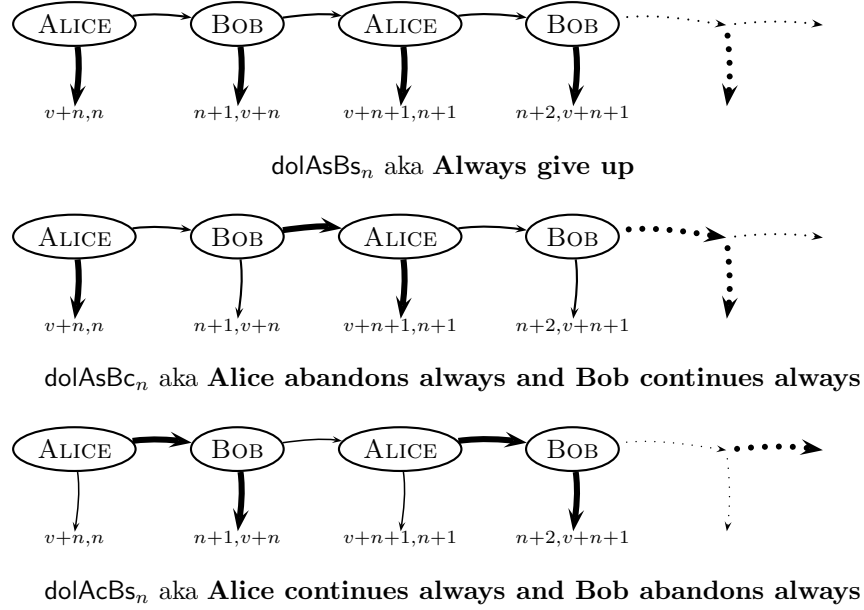 ALICE BOB ALICE BOB
v+n,n n+1,v+n v+n+1,n+1 n+2,v+n+1
dolAsBsₙ aka Always give up
ALICE BOB ALICE BOB
v+n,n n+1,v+n v+n+1,n+1 n+2,v+n+1
dolAsBcₙ aka Alice abandons always and Bob continues always
ALICE BOB ALICE BOB
v+n,n n+1,v+n v+n+1,n+1 n+2,v+n+1
dolAcBsₙ aka Alice continues always and Bob abandons always